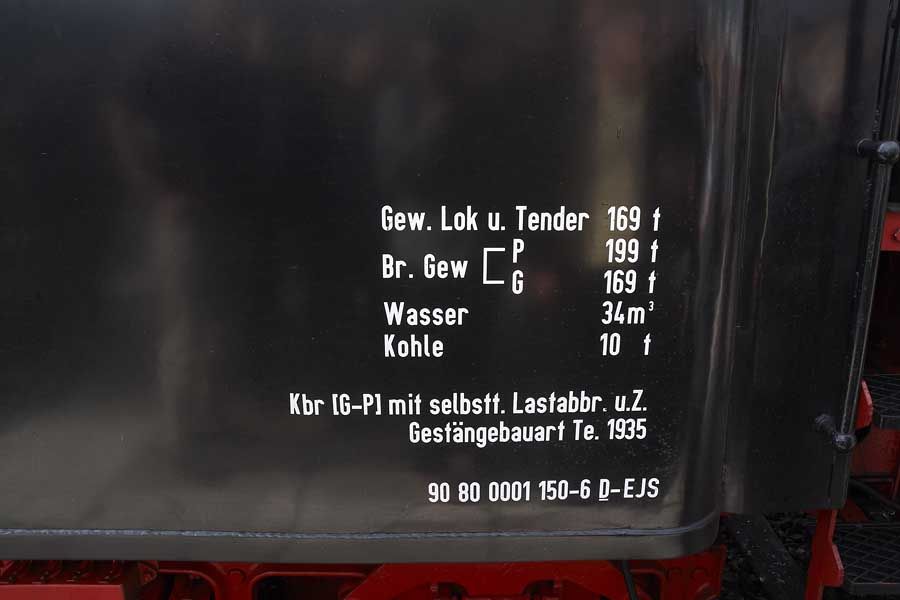 Gew. Lok u. Tender 169 t
P 199 t
Br. Gew
G 169 t
Wasser 34m³
Kohle 10 t
Kbr [G-P] mit selbstt. Lastabbr. u.Z.
Gestängebauart Te. 1935
90 80 0001 150-6 D-EJS